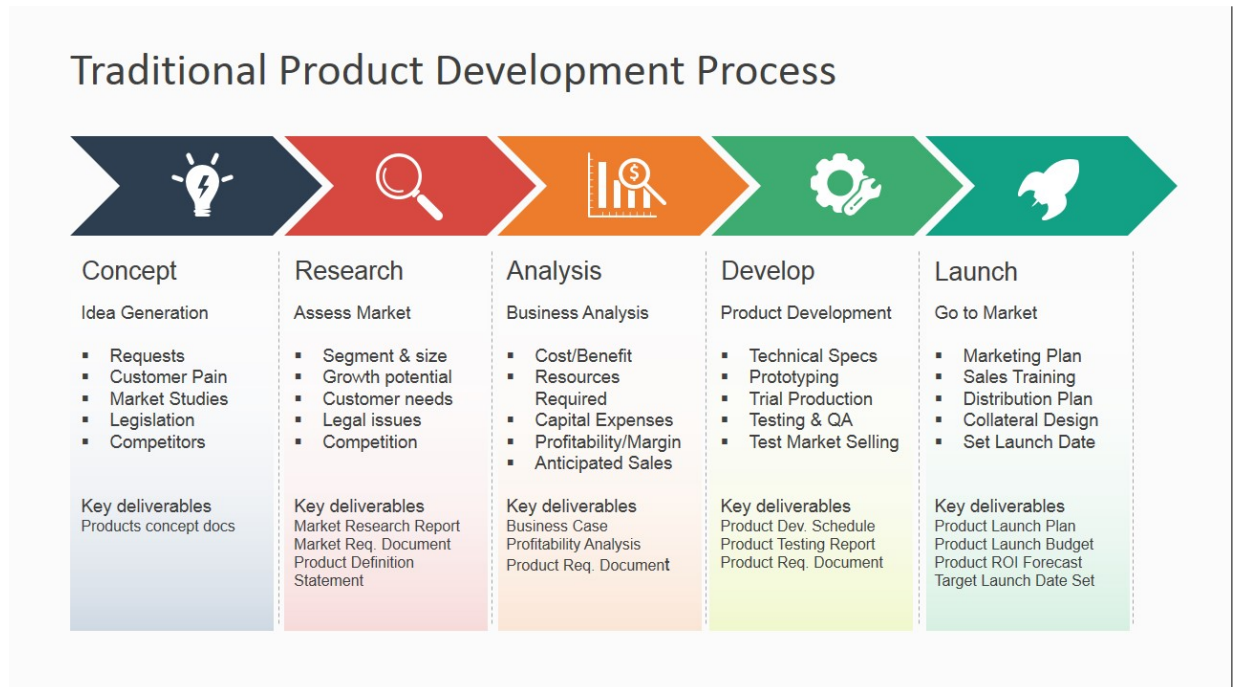 Traditional Product Development Process
$
Concept
Idea Generation
▪ Requests
▪ Customer Pain
▪ Market Studies
▪ Legislation
▪ Competitors
Key deliverables
Products concept docs
Research
Assess Market
▪ Segment & size
▪ Growth potential
▪ Customer needs
▪ Legal issues
▪ Competition
Key deliverables
Market Research Report
Market Req. Document
Product Definition
Statement
Analysis
Business Analysis
▪ Cost/Benefit
▪ Resources
Required
▪ Capital Expenses
▪ Profitability/Margin
▪ Anticipated Sales
Key deliverables
Business Case
Profitability Analysis
Product Req. Document
Develop
Product Development
▪ Technical Specs
▪ Prototyping
▪ Trial Production
▪ Testing & QA
▪ Test Market Selling
Key deliverables
Product Dev. Schedule
Product Testing Report
Product Req. Document
Launch
Go to Market
▪ Marketing Plan
▪ Sales Training
▪ Distribution Plan
▪ Collateral Design
▪ Set Launch Date
Key deliverables
Product Launch Plan
Product Launch Budget
Product ROI Forecast
Target Launch Date Set